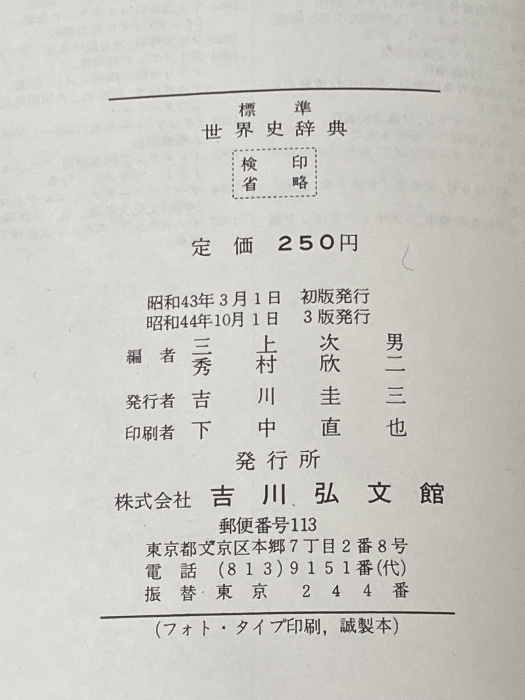 標準
世界史辞典
検印
省略
定価 250円
昭和43年3月1日 初版発行
昭和44年10月1日 3版発行
編者 三上次男
秀村欣二
発行者 吉川圭三
印刷者 下中直也
発行所
株式会社 吉川弘文館
郵便番号113
東京都文京区本郷7丁目2番8号
電話 (813)9151番(代)
振替 東京 244番
(フォト・タイプ印刷, 誠製本)